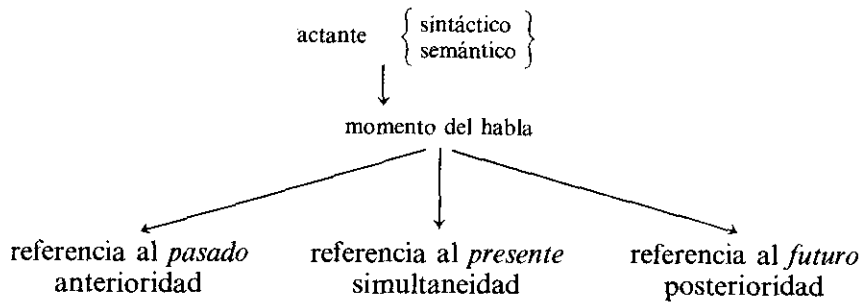 actante { sintáctico }
{ semántico }
momento del habla
referencia al pasado
anterioridad
referencia al presente
simultaneidad
referencia al futuro
posterioridad